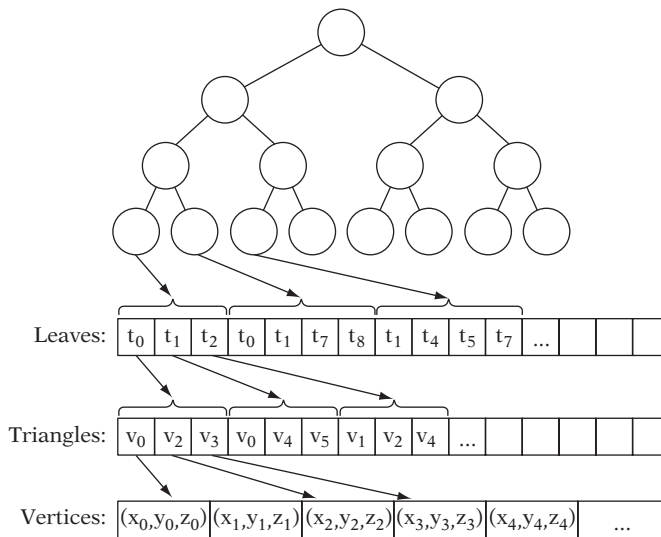 Leaves: t₀ t₁ t₂ t₀ t₁ t₇ t₈ t₁ t₄ t₅ t₇ ...
Triangles: v₀ v₂ v₃ v₀ v₄ v₅ v₁ v₂ v₄ ...
Vertices: (x₀,y₀,z₀) (x₁,y₁,z₁) (x₂,y₂,z₂) (x₃,y₃,z₃) (x₄,y₄,z₄) ...